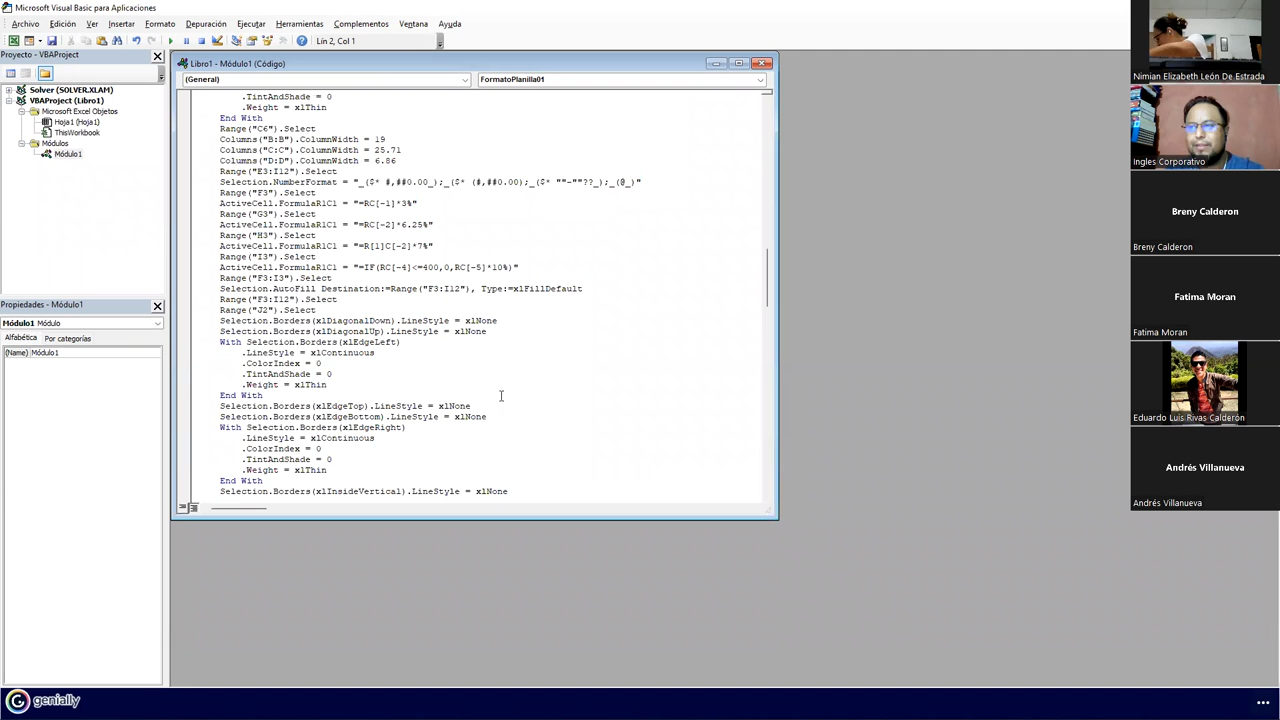 Microsoft Visual Basic para Aplicaciones
Archivo Edición Ver Insertar Formato Depuración Ejecutar Herramientas Complementos Ventana Ayuda
Lín 2, Col 1
Proyecto - VBAProject
Solver (SOLVER.XLAM)
VBAProject (Libro1)
Microsoft Excel Objetos
Hoja1 (Hoja1)
ThisWorkbook
Módulos
Módulo1
Propiedades - Módulo1
Módulo1 Módulo
Alfabética Por categorías
(Name) Módulo1
Libro1 - Módulo1 (Código)
(General) FormatoPlanilla01
.TintAndShade = 0
.Weight = xlThin
End With
Range("C6").Select
Columns("B:B").ColumnWidth = 19
Columns("C:C").ColumnWidth = 25.71
Columns("D:D").ColumnWidth = 6.86
Range("E3:I12").Select
Selection.NumberFormat = "_($* #,##0.00_);_($* (#,##0.00);_($* ""-""??_);_(@_)"
Range("F3").Select
ActiveCell.FormulaR1C1 = "=RC[-1]*3%"
Range("G3").Select
ActiveCell.FormulaR1C1 = "=RC[-2]*6.25%"
Range("H3").Select
ActiveCell.FormulaR1C1 = "=R[1]C[-2]*7%"
Range("I3").Select
ActiveCell.FormulaR1C1 = "=IF(RC[-4]<=400,0,RC[-5]*10%)"
Range("F3:I3").Select
Selection.AutoFill Destination:=Range("F3:I12"), Type:=xlFillDefault
Range("F3:I12").Select
Range("J2").Select
Selection.Borders(xlDiagonalDown).LineStyle = xlNone
Selection.Borders(xlDiagonalUp).LineStyle = xlNone
With Selection.Borders(xlEdgeLeft)
.LineStyle = xlContinuous
.ColorIndex = 0
.TintAndShade = 0
.Weight = xlThin
End With
Selection.Borders(xlEdgeTop).LineStyle = xlNone
Selection.Borders(xlEdgeBottom).LineStyle = xlNone
With Selection.Borders(xlEdgeRight)
.LineStyle = xlContinuous
.ColorIndex = 0
.TintAndShade = 0
.Weight = xlThin
End With
Selection.Borders(xlInsideVertical).LineStyle = xlNone
Nimian Elizabeth León De Estrada
Ingles Corporativo
Breny Calderon
Breny Calderon
Fatima Moran
Fatima Moran
Eduardo Luis Rivas Calderón
Andrés Villanueva
Andrés Villanueva
genially